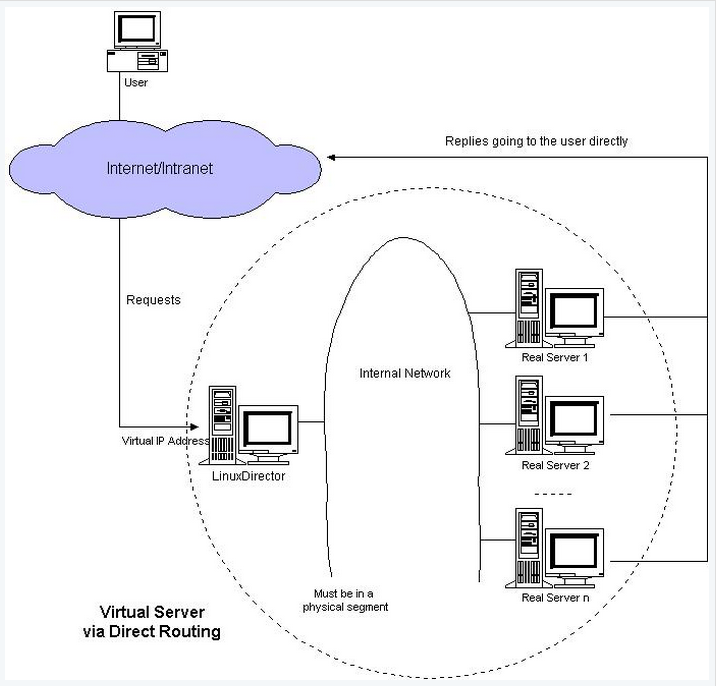 User
Internet/Intranet
Replies going to the user directly
Requests
Real Server 1
Internal Network
Virtual IP Address
LinuxDirector
Real Server 2
Real Server n
Must be in a
physical segment
Virtual Server
via Direct Routing